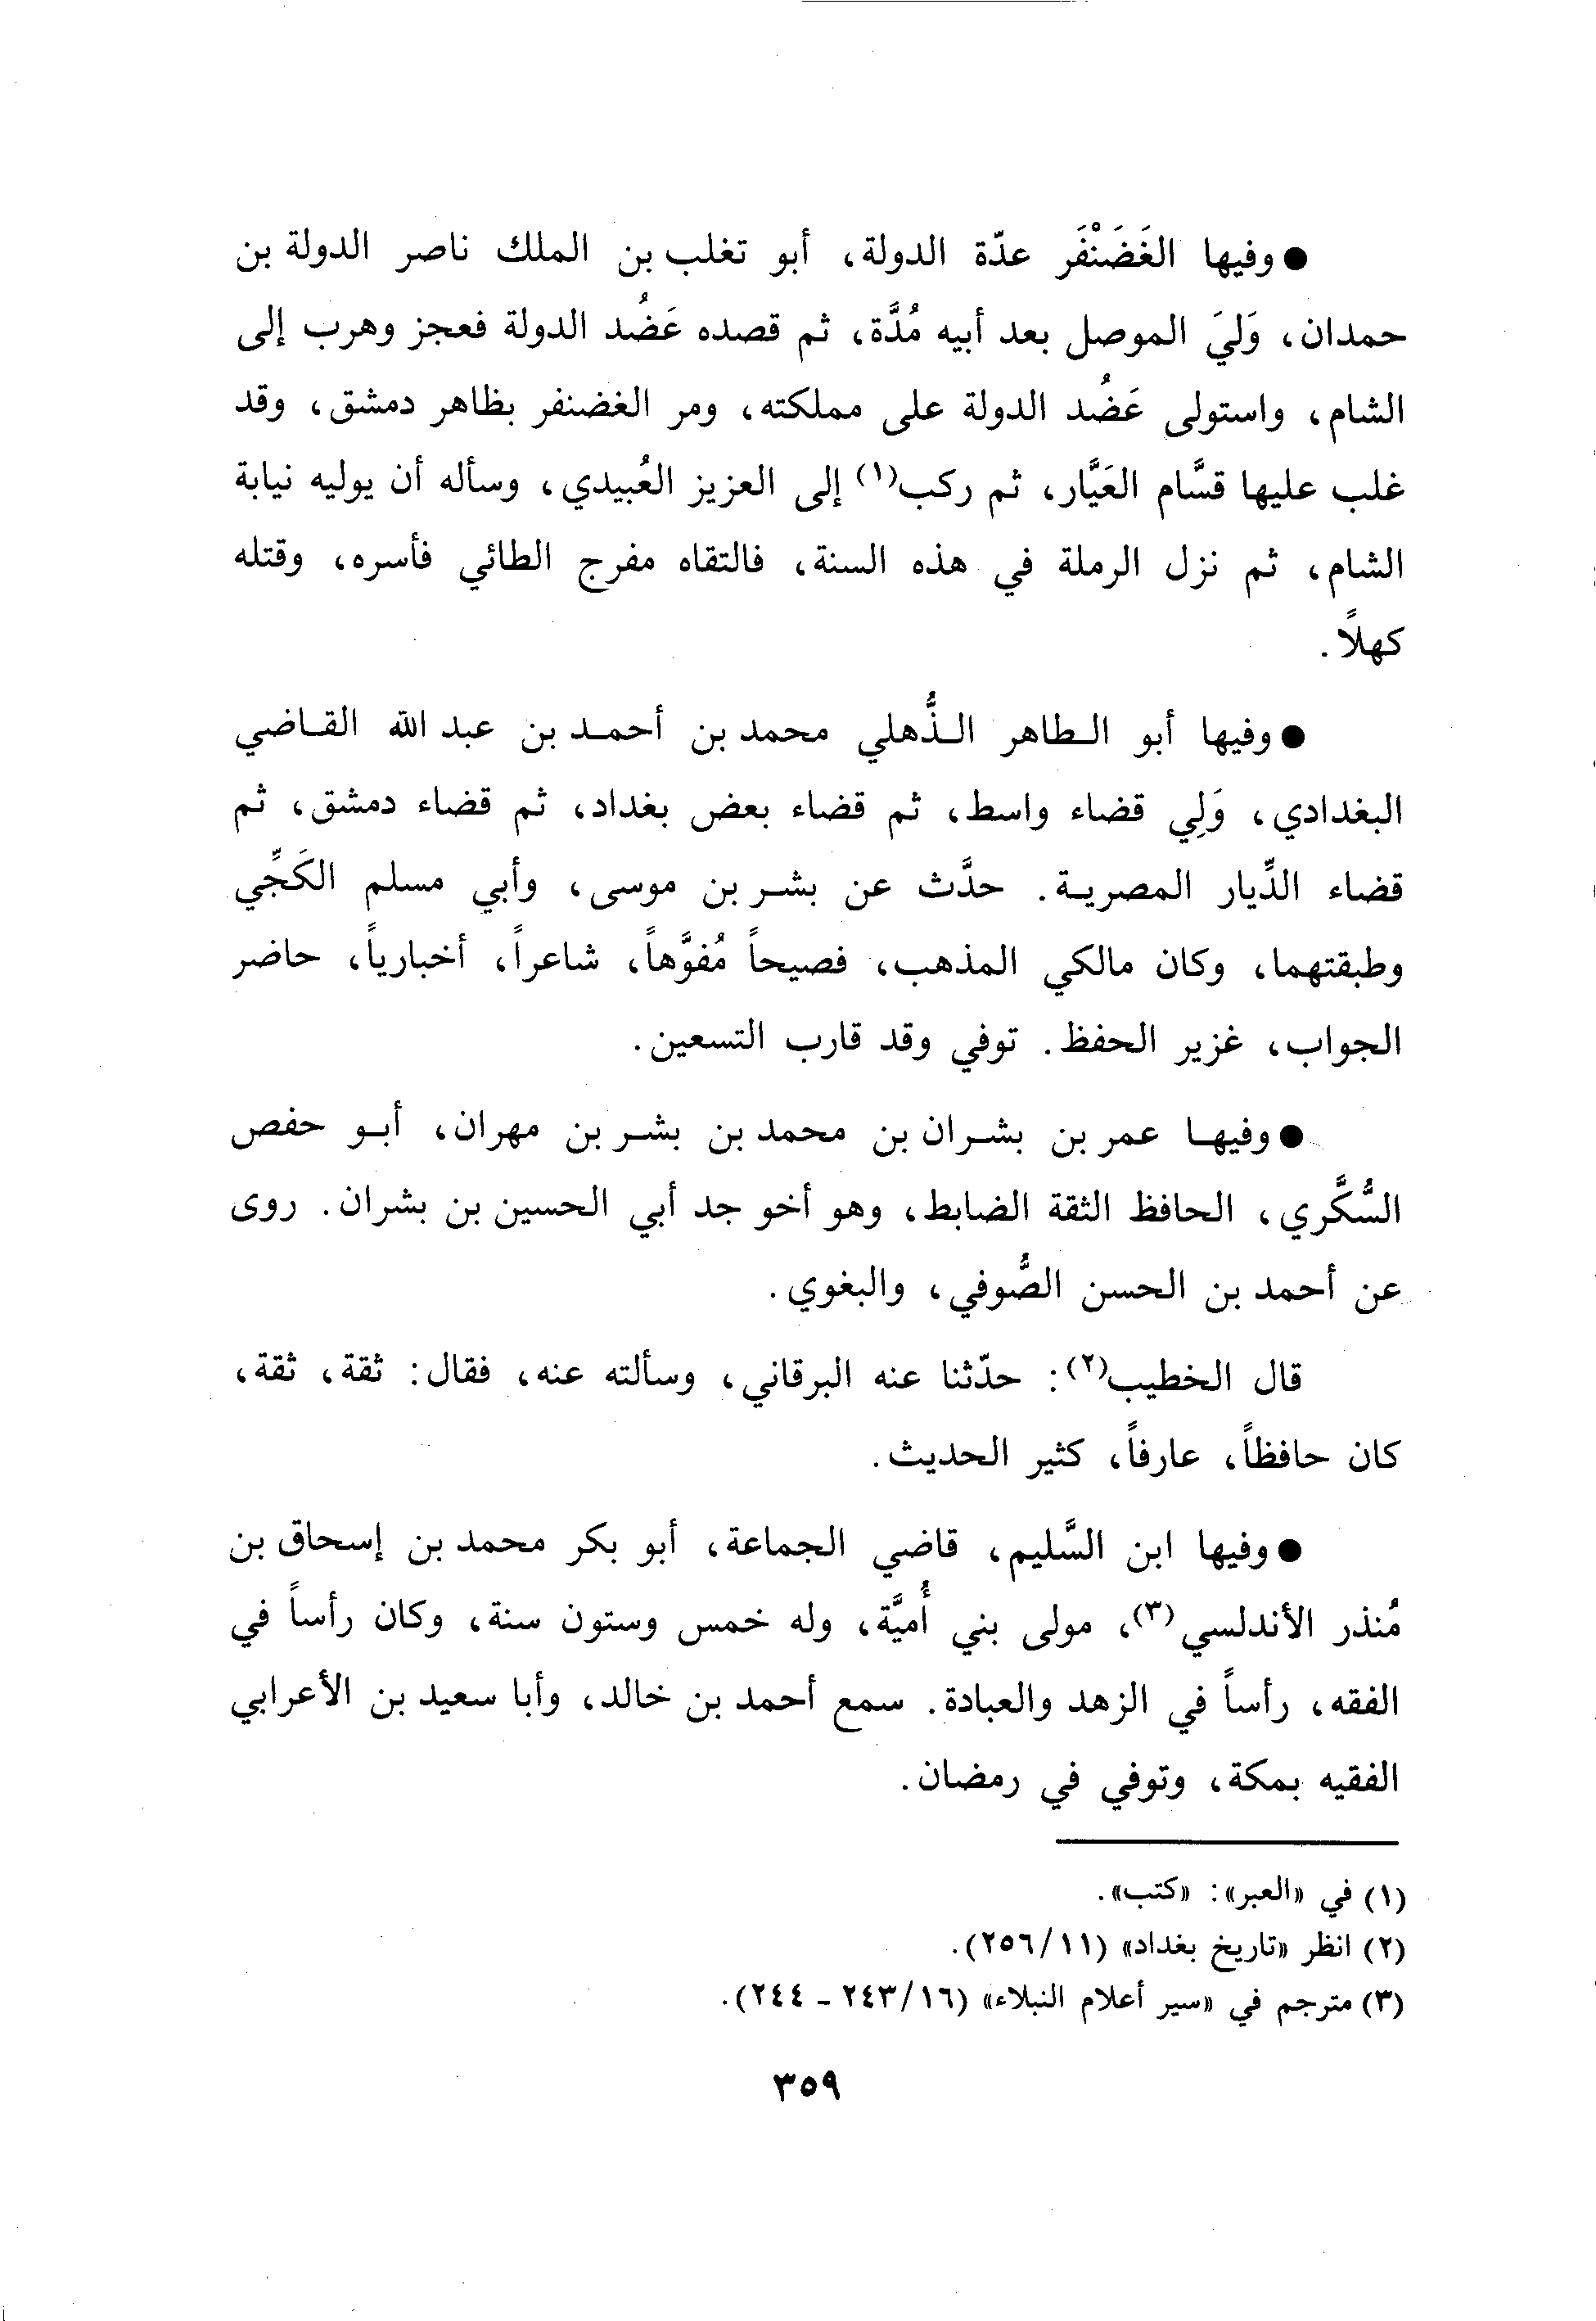 ● وفيها الغَضَنْفَر عدّة الدولة، أبو تغلب بن الملك ناصر الدولة بن
حمدان، وَليَ الموصل بعد أبيه مُدَّة، ثم قصده عَضُد الدولة فعجز وهرب إلى
الشام، واستولى عَضُد الدولة على مملكته، ومر الغضنفر بظاهر دمشق، وقد
غلب عليها قسَّام العَيَّار، ثم ركب(١) إلى العزيز العُبيدي، وسأله أن يوليه نيابة
الشام، ثم نزل الرملة في هذه السنة، فالتقاه مفرج الطائي فأسره، وقتله
كهلاً.
● وفيها أبو الـطاهر الـذُّهلي محمد بن أحمـد بن عبد الله القـاضي
البغدادي، وَلِي قضاء واسط، ثم قضاء بعض بغداد، ثم قضاء دمشق، ثم
قضاء الدِّيار المصريـة. حدَّث عن بشـر بن موسى، وأبي مسلم الكَجِّي
وطبقتهما، وكان مالكي المذهب، فصيحاً مُفوَّهاً، شاعراً، أخبارياً، حاضر
الجواب، غزير الحفظ. توفي وقد قارب التسعين.
● وفيهـا عمر بن بشـران بن محمد بن بشـر بن مهران، أبـو حفص
السُّكَّري، الحافظ الثقة الضابط، وهو أخو جد أبي الحسين بن بشران. روى
عن أحمد بن الحسن الصُّوفي، والبغوي.
قال الخطيب(٢): حدّثنا عنه البرقاني، وسألته عنه، فقال: ثقة، ثقة،
كان حافظاً، عارفاً، كثير الحديث.
● وفيها ابن السَّليم، قاضي الجماعة، أبو بكر محمد بن إسحاق بن
مُنذر الأندلسي(٣)، مولى بني أُميَّة، وله خمس وستون سنة، وكان رأساً في
الفقه، رأساً في الزهد والعبادة. سمع أحمد بن خالد، وأبا سعيد بن الأعرابي
الفقيه بمكة، وتوفي في رمضان.
(١) في «العبر»: «كتب».
(٢) انظر «تاريخ بغداد» (٢٥٦/١١).
(٣) مترجم في «سير أعلام النبلاء» (٢٤٣/١٦ ـ ٢٤٤).
٣٥٩